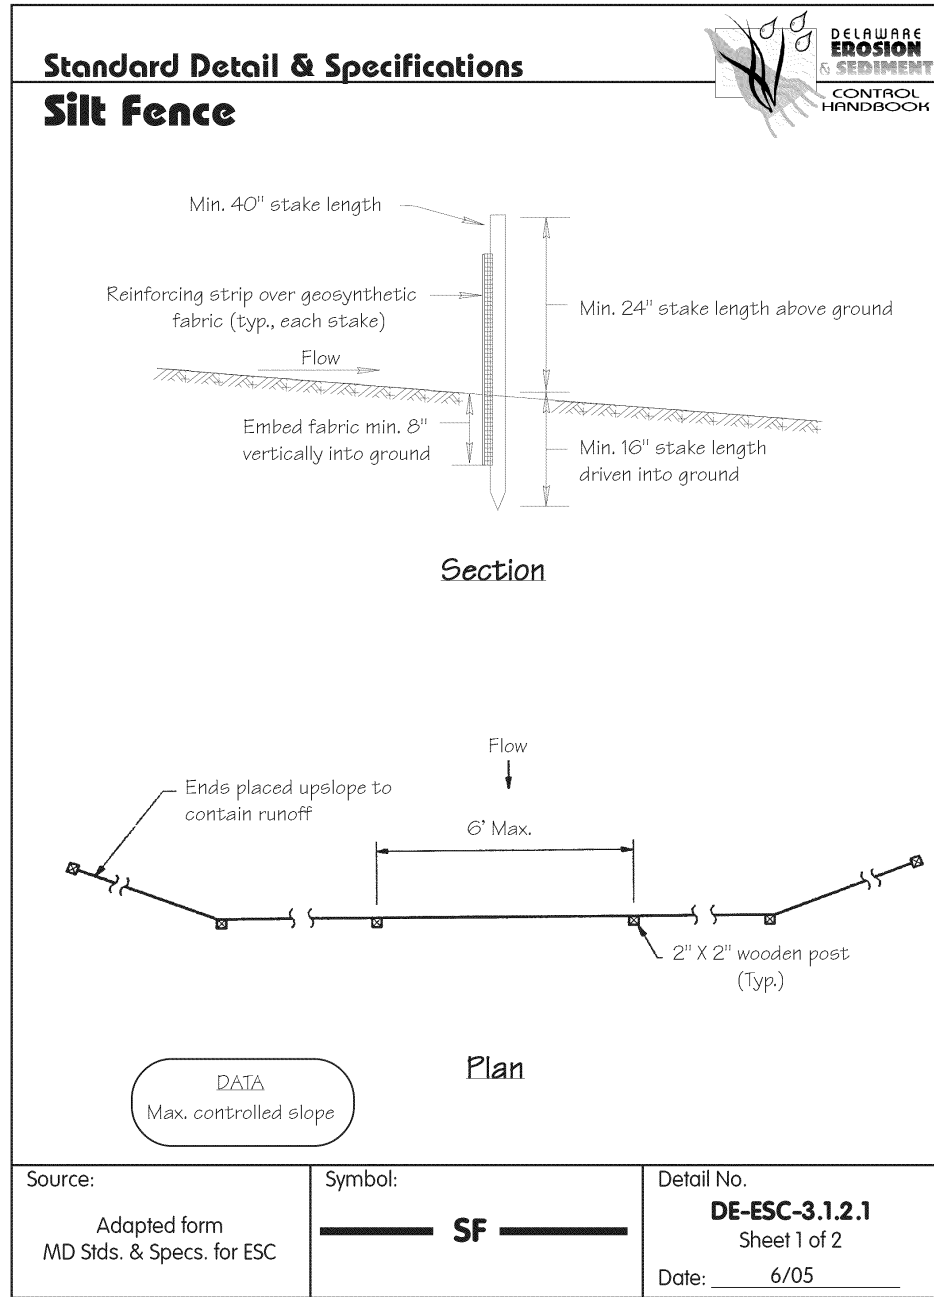 Standard Detail & Specifications
Silt Fence
DELAWARE
EROSION
& SEDIMENT
CONTROL
HANDBOOK
Min. 40" stake length
Reinforcing strip over geosynthetic
fabric (typ., each stake)
Min. 24" stake length above ground
Flow
Embed fabric min. 8"
vertically into ground
Min. 16" stake length
driven into ground
Section
Flow
Ends placed upslope to
contain runoff
6' Max.
2" X 2" wooden post
(Typ.)
Plan
DATA
Max. controlled slope
Source:
Adapted form
MD Stds. & Specs. for ESC
Symbol:
SF
Detail No.
DE-ESC-3.1.2.1
Sheet 1 of 2
Date: 6/05